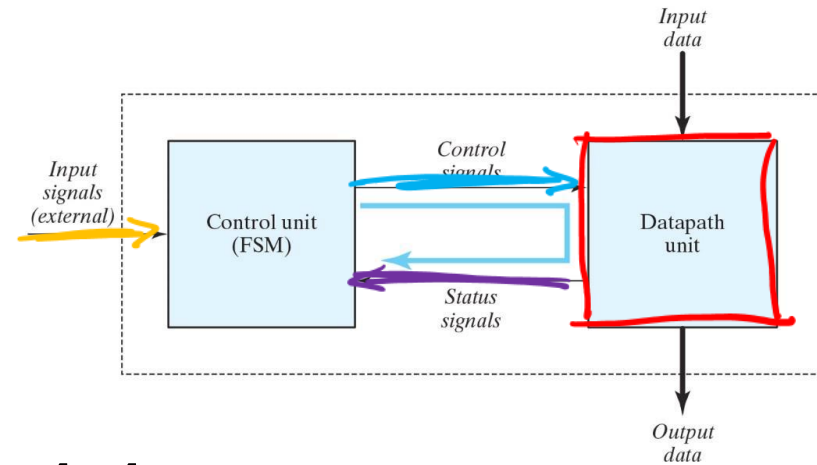 Input
data
Control
signals
Input
signals
(external)
Control unit
(FSM)
Datapath
unit
Status
signals
Output
data